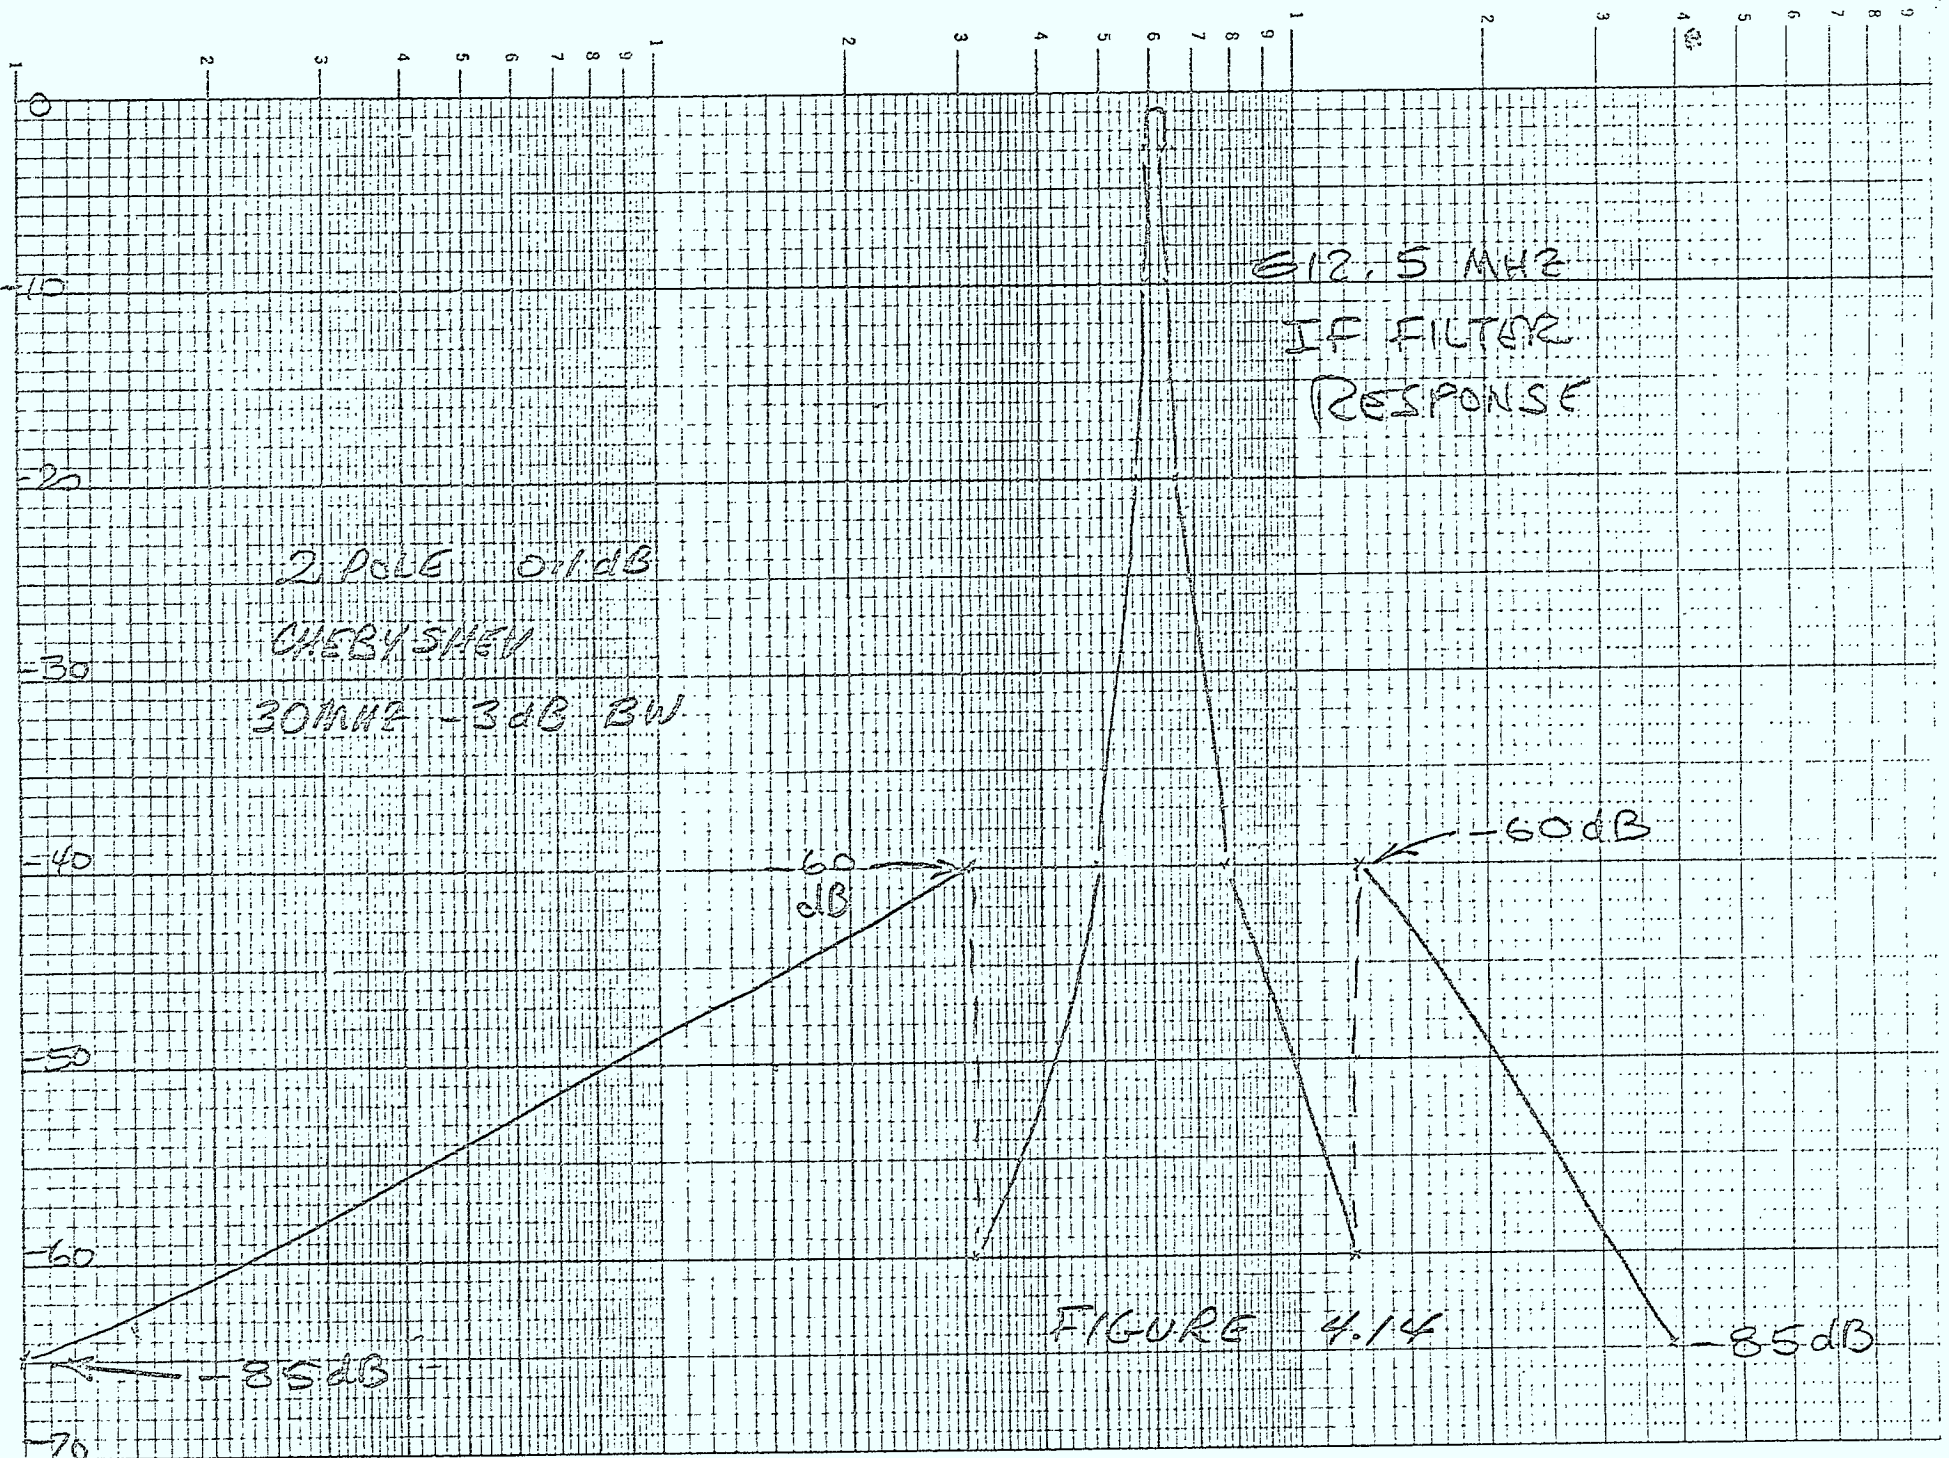 1 2 3 4 5 6 7 8 9 1 2 3 4 5 6 7 8 9 1 2 3 4 5 6 7 8 9
0
-10
-20
-30
-40
-50
-60
-70
612.5 MHZ
IF FILTER
RESPONSE
2 POLE 0.1 dB
CHEBYSHEV
30MHZ -3dB BW
-60
dB
-60dB
-85dB
-85dB
FIGURE 4.14